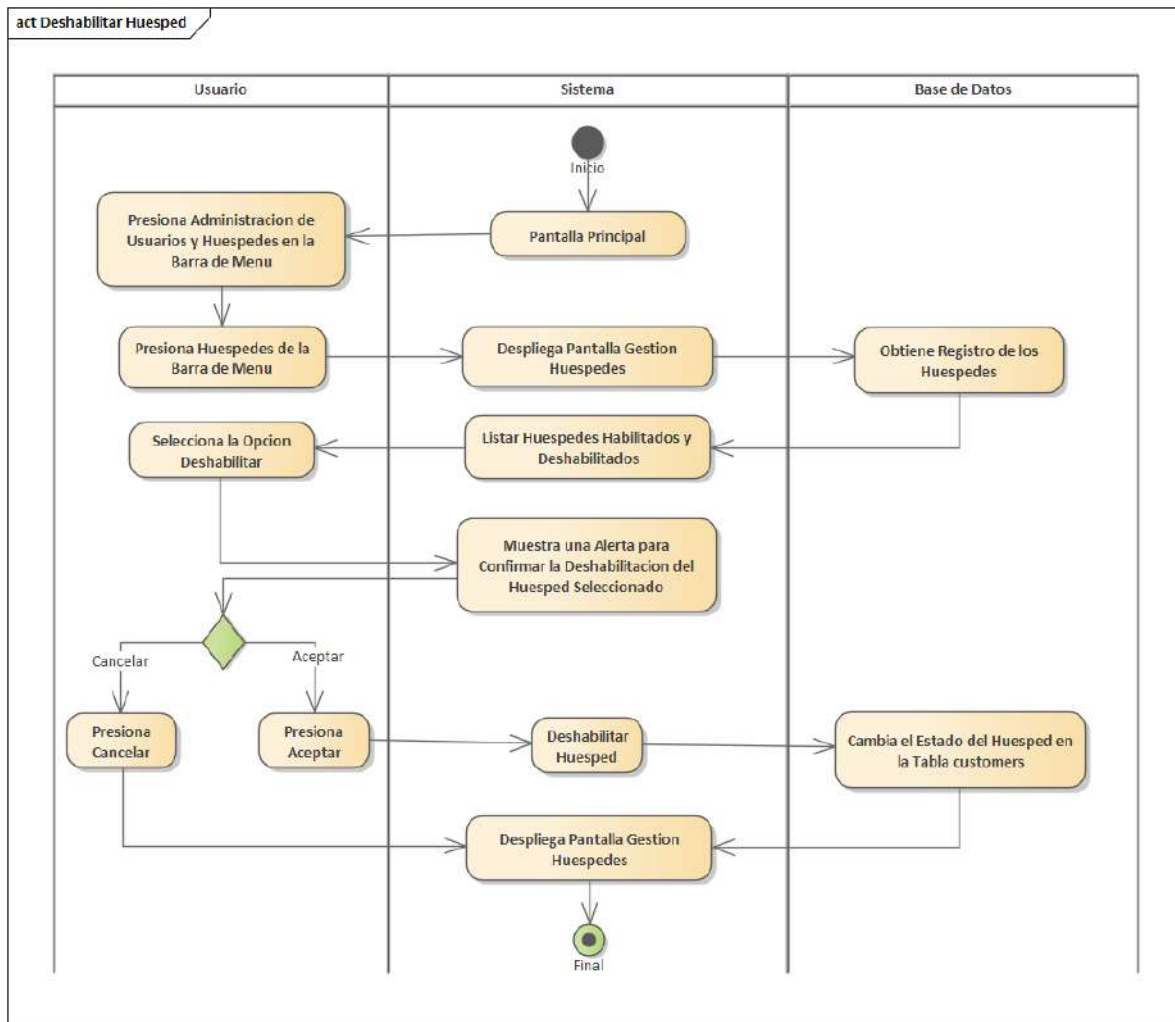 act Deshabilitar Huesped
Usuario
Sistema
Base de Datos
Inicio
Pantalla Principal
Presiona Administracion de
Usuarios y Huespedes en la
Barra de Menu
Presiona Huespedes de la
Barra de Menu
Despliega Pantalla Gestion
Huespedes
Obtiene Registro de los
Huespedes
Listar Huespedes Habilitados y
Deshabilitados
Selecciona la Opcion
Deshabilitar
Muestra una Alerta para
Confirmar la Deshabilitacion del
Huesped Seleccionado
Cancelar
Aceptar
Presiona
Cancelar
Presiona
Aceptar
Deshabilitar
Huesped
Cambia el Estado del Huesped en
la Tabla customers
Despliega Pantalla Gestion
Huespedes
Final